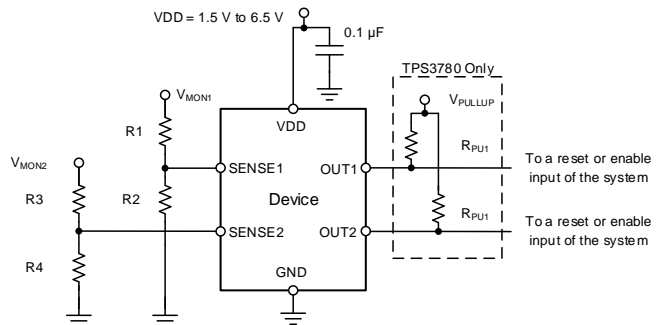 VDD = 1.5 V to 6.5 V
0.1 µF
TPS3780 Only
VPULLUP
VMON1
R1
VDD
RPU1
To a reset or enable
input of the system
VMON2
SENSE1
OUT1
R3
R2
Device
RPU1
To a reset or enable
input of the system
SENSE2
OUT2
R4
GND